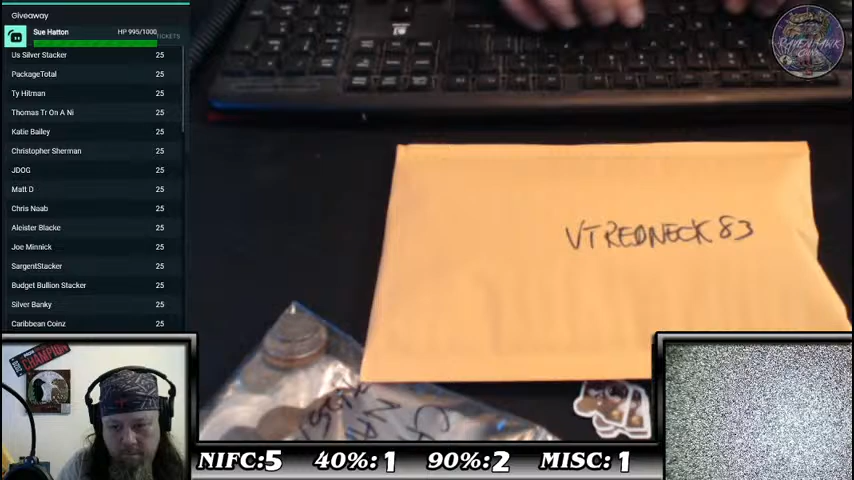 Giveaway
Sue Hatton HP 995/1000 TICKETS
Us Silver Stacker 25
PackageTotal 25
Ty Hitman 25
Thomas Tr On A Ni 25
Katie Bailey 25
Christopher Sherman 25
JDOG 25
Matt D 25
Chris Naab 25
Aleister Blacke 25
Joe Minnick 25
SargentStacker 25
Budget Bullion Stacker 25
Silver Banky 25
Caribbean Coinz 25
VTREDNECK83
CHAMPION
NIFC:5 40%:1 90%:2 MISC:1